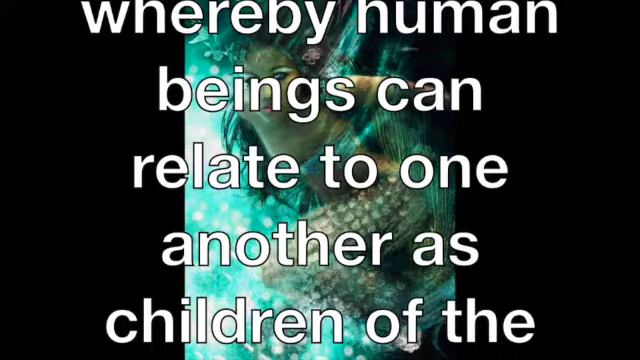 whereby human
beings can
relate to one
another as
children of the